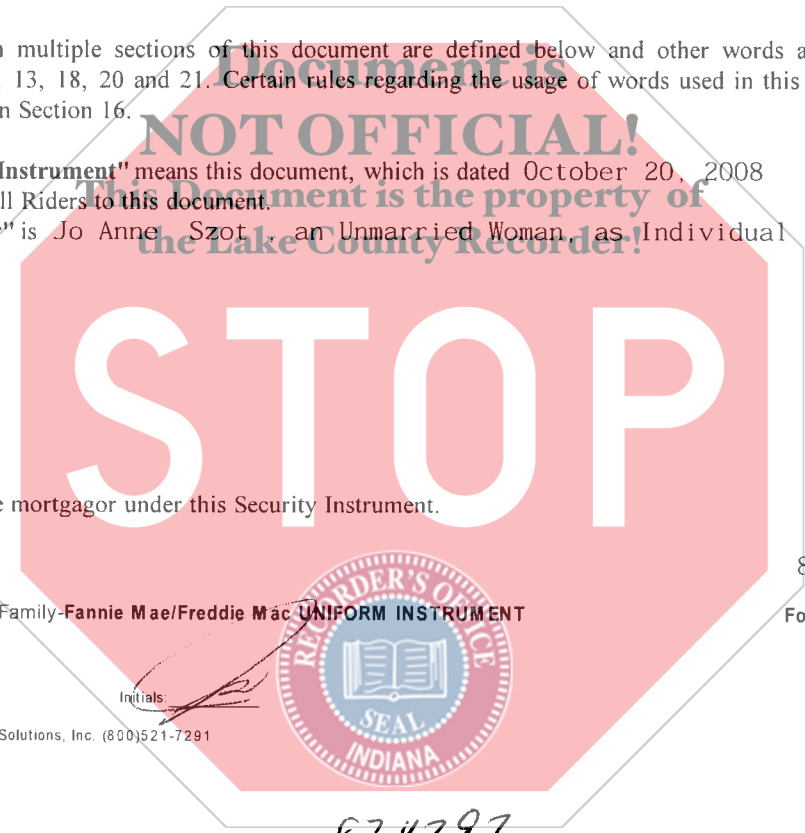 multiple sections of this document are defined below and other words a
13, 18, 20 and 21. Certain rules regarding the usage of words used in this
n Section 16.
Document is
NOT OFFICIAL!
This Document is the property of
the Lake County Recorder!
Instrument" means this document, which is dated October 20, 2008
ll Riders to this document.
" is Jo Anne Szot , an Unmarried Woman, as Individual
STOP
e mortgagor under this Security Instrument.
8
Family-Fannie Mae/Freddie Mac UNIFORM INSTRUMENT
Fo
Initials:
Solutions, Inc. (800)521-7291
RECORDER'S OFFICE
SEAL
INDIANA